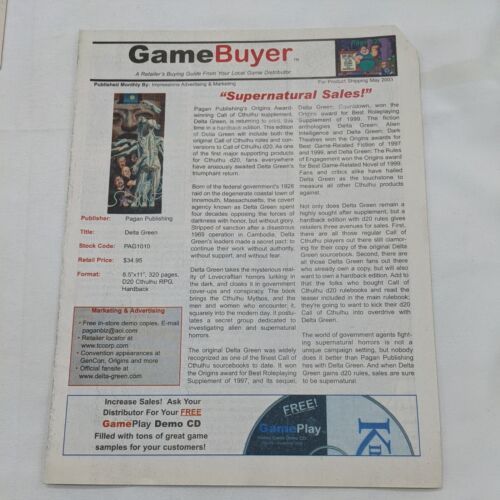 GameBuyer™
A Retailer's Buying Guide From Your Local Game Distributor
Published Monthly By: Impressions Advertising & Marketing
For Product Shipping May 2003
"Supernatural Sales!"
Publisher: Pagan Publishing
Title: Delta Green
Stock Code: PAG1010
Retail Price: $34.95
Format: 8.5"x11", 320 pages,
D20 Cthulhu RPG,
Hardback
Marketing & Advertising
• Free in-store demo copies. E-mail
paganbiz@aol.com
• Retailer locator at
www.tccorp.com
• Convention appearances at
GenCon, Origins and more
• Official fansite at
www.delta-green.com
Pagan Publishing's Origins Award-
winning Call of Cthulhu supplement,
Delta Green, is returning to print, this
time in a hardback edition. This edition
of Delta Green will include both the
original Call of Cthulhu rules and con-
versions to Call of Cthulhu d20. As one
of the first major supporting products
for Cthulhu d20, fans everywhere
have anxiously awaited Delta Green's
triumphant return.
Born of the federal government's 1928
raid on the degenerate coastal town of
Innsmouth, Massachusetts, the covert
agency known as Delta Green spent
four decades opposing the forces of
darkness with honor, but without glory.
Stripped of sanction after a disastrous
1969 operation in Cambodia, Delta
Green's leaders made a secret pact: to
continue their work without authority,
without support, and without fear.
Delta Green takes the mysterious real-
ity of Lovecraftian horrors lurking in
the dark, and cloaks it in government
cover-ups and conspiracy. The book
brings the Cthulhu Mythos, and the
men and women who encounter it,
squarely into the modern day. It postu-
lates a secret group dedicated to
investigating alien and supernatural
horrors.
The original Delta Green was widely
recognized as one of the finest Call of
Cthulhu sourcebooks to date. It won
the Origins award for Best Roleplaying
Supplement of 1997, and its sequel,
Delta Green: Countdown, won the
Origins award for Best Roleplaying
Supplement of 1999. The fiction
anthologies Delta Green: Alien
Intelligence and Delta Green: Dark
Theatres won the Origins awards for
Best Game-Related Fiction of 1997
and 1999, and Delta Green: The Rules
of Engagement won the Origins award
for Best Game-Related Novel of 1999.
Fans and critics alike have hailed
Delta Green as the touchstone to
measure all other Cthulhu products
against.
Not only does Delta Green remain a
highly sought after supplement, but a
hardback edition with d20 rules gives
retailers three avenues for sales. First,
there are all those regular Call of
Cthulhu players out there still clamor-
ing for their copy of the original Delta
Green sourcebook. Second, there are
all those Delta Green fans out there
who already own a copy, but will also
want to own a hardback edition. Add to
that the folks who bought Call of
Cthulhu d20 rulebooks and read the
teaser included in the main rulebook;
they're going to want to kick their d20
Call of Cthulhu into overdrive with
Delta Green.
The world of government agents fight-
ing supernatural horrors is not a
unique campaign setting, but nobody
does it better than Pagan Publishing
has with Delta Green. And when Delta
Green gains d20 rules, sales are sure
to be supernatural.
Increase Sales! Ask Your
Distributor For Your FREE
GamePlay Demo CD
Filled with tons of great game
samples for your customers!
FREE!
GamePlay